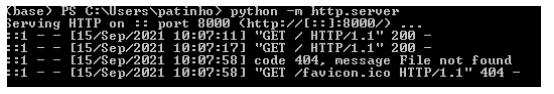 (base) PS C:\Users\patinho> python -m http.server
Serving HTTP on :: port 8000 (http://[::]:8000/) ...
::1 - - [15/Sep/2021 10:07:11] "GET / HTTP/1.1" 200 -
::1 - - [15/Sep/2021 10:07:17] "GET / HTTP/1.1" 200 -
::1 - - [15/Sep/2021 10:07:58] code 404, message File not found
::1 - - [15/Sep/2021 10:07:58] "GET /favicon.ico HTTP/1.1" 404 -